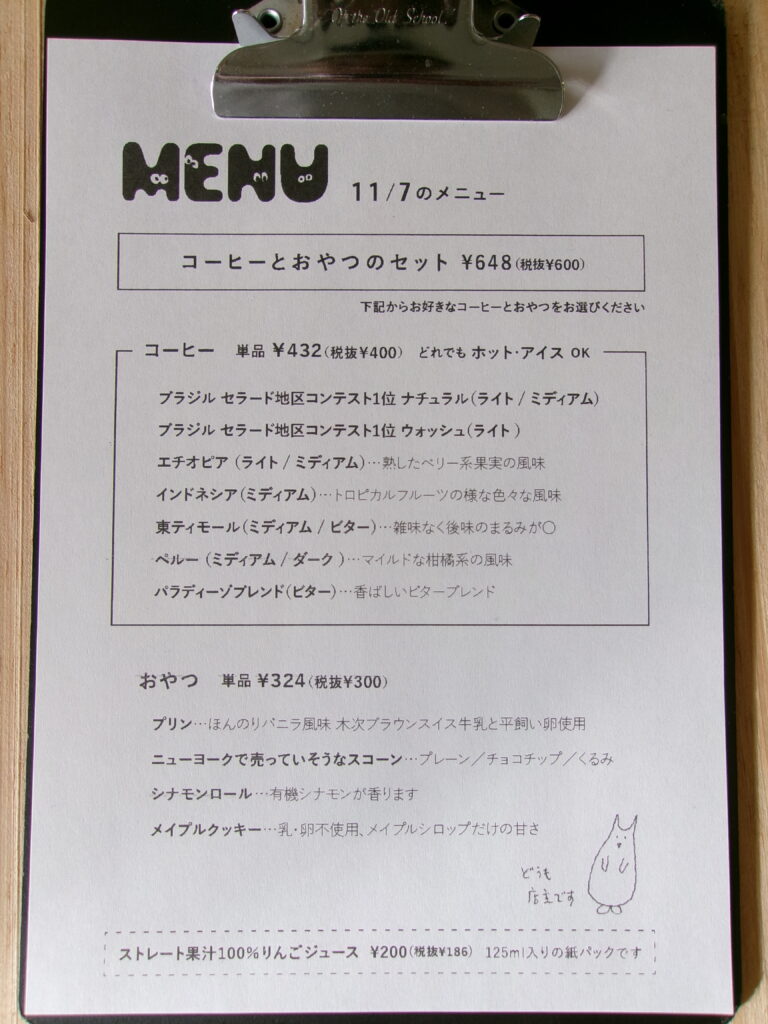 "Of the Old School."
MENU 11/7のメニュー
コーヒーとおやつのセット ¥648(税抜¥600)
下記からお好きなコーヒーとおやつをお選びください
コーヒー 単品 ¥432(税抜¥400) どれでも ホット・アイス OK
ブラジル セラード地区コンテスト1位 ナチュラル(ライト / ミディアム)
ブラジル セラード地区コンテスト1位 ウォッシュ(ライト )
エチオピア (ライト / ミディアム)…熟したベリー系果実の風味
インドネシア(ミディアム)…トロピカルフルーツの様な色々な風味
東ティモール(ミディアム / ビター)…雑味なく後味のまるみが〇
ペルー (ミディアム / ダーク )…マイルドな柑橘系の風味
パラディーゾブレンド(ビター)…香ばしいビターブレンド
おやつ 単品 ¥324(税抜¥300)
プリン…ほんのりバニラ風味 木次ブラウンスイス牛乳と平飼い卵使用
ニューヨークで売っていそうなスコーン…プレーン／チョコチップ／くるみ
シナモンロール…有機シナモンが香ります
メイプルクッキー…乳・卵不使用、メイプルシロップだけの甘さ
どうも
店主です
ストレート果汁100%りんごジュース ¥200(税抜¥186) 125ml入りの紙パックです